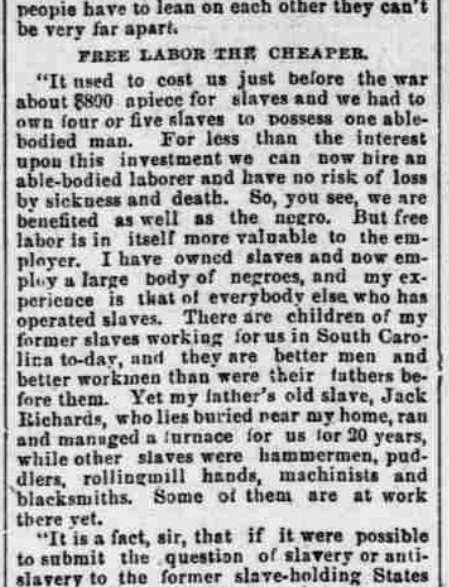 people have to lean on each other they can't
be very far apart.
FREE LABOR THE CHEAPER.
"It used to cost us just before the war
about $800 apiece for slaves and we had to
own four or five slaves to possess one able-
bodied man. For less than the interest
upon this investment we can now hire an
able-bodied laborer and have no risk of loss
by sickness and death. So, you see, we are
benefited as well as the negro. But free
labor is in itself more valuable to the em-
ployer. I have owned slaves and now em-
ploy a large body of negroes, and my ex-
perience is that of everybody else who has
operated slaves. There are children of my
former slaves working for us in South Caro-
lina to-day, and they are better men and
better workmen than were their fathers be-
fore them. Yet my father's old slave, Jack
Richards, who lies buried near my home, ran
and managed a furnace for us for 20 years,
while other slaves were hammermen, pud-
dlers, rollingmill hands, machinists and
blacksmiths. Some of them are at work
there yet.
"It is a fact, sir, that if it were possible
to submit the question of slavery or anti-
slavery to the former slave-holding States